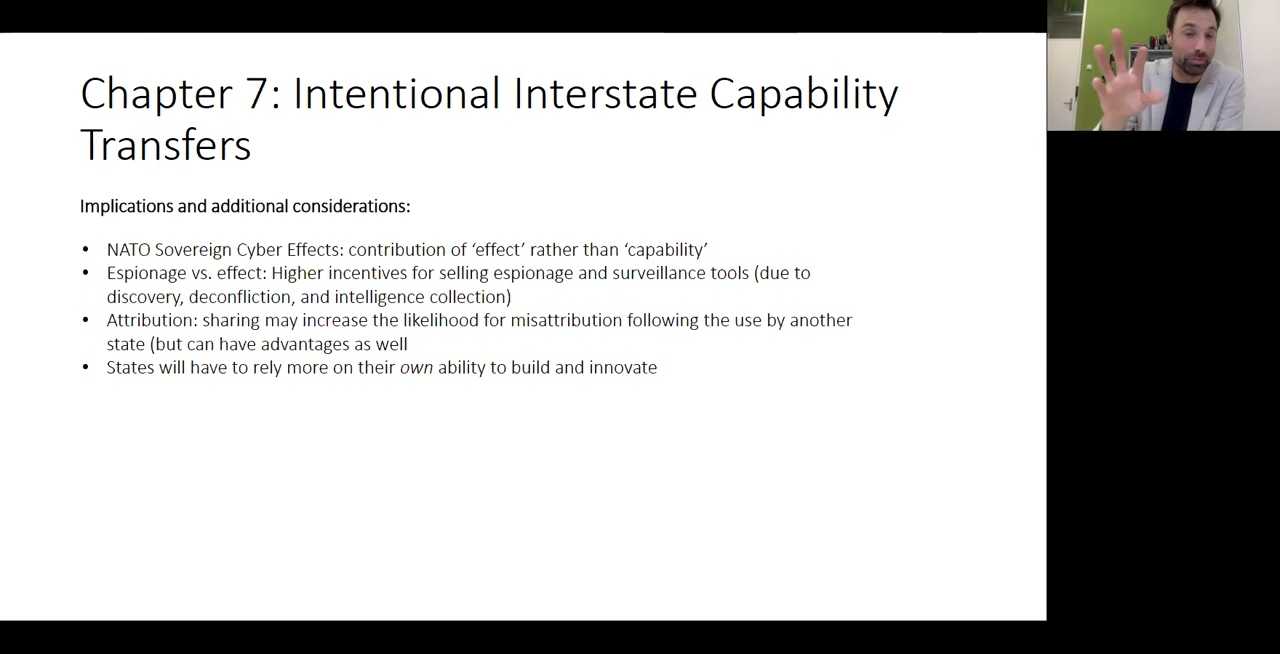 Chapter 7: Intentional Interstate Capability
Transfers
Implications and additional considerations:
• NATO Sovereign Cyber Effects: contribution of ‘effect’ rather than ‘capability’
• Espionage vs. effect: Higher incentives for selling espionage and surveillance tools (due to
discovery, deconfliction, and intelligence collection)
• Attribution: sharing may increase the likelihood for misattribution following the use by another
state (but can have advantages as well
• States will have to rely more on their own ability to build and innovate